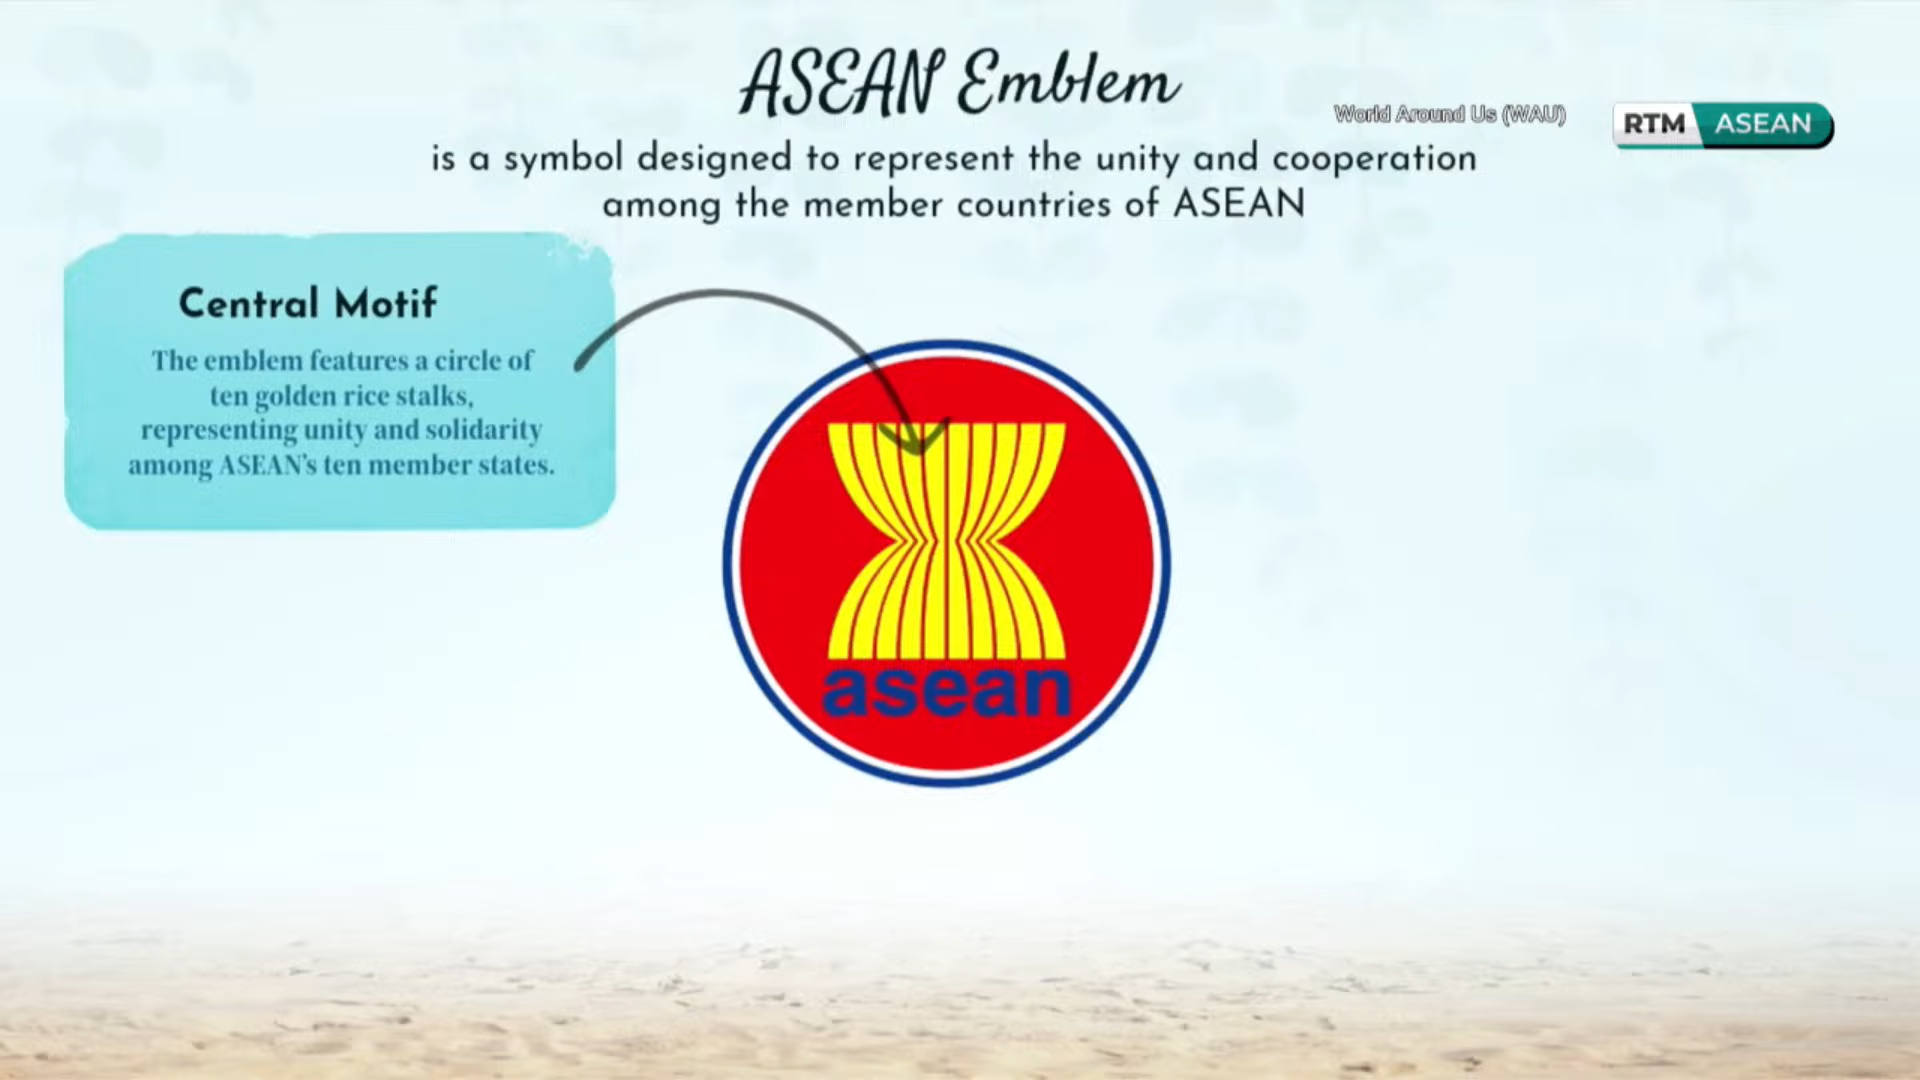 ASEAN Emblem
World Around Us (WAU)
RTM ASEAN
is a symbol designed to represent the unity and cooperation
among the member countries of ASEAN
Central Motif
The emblem features a circle of
ten golden rice stalks,
representing unity and solidarity
among ASEAN's ten member states.
asean